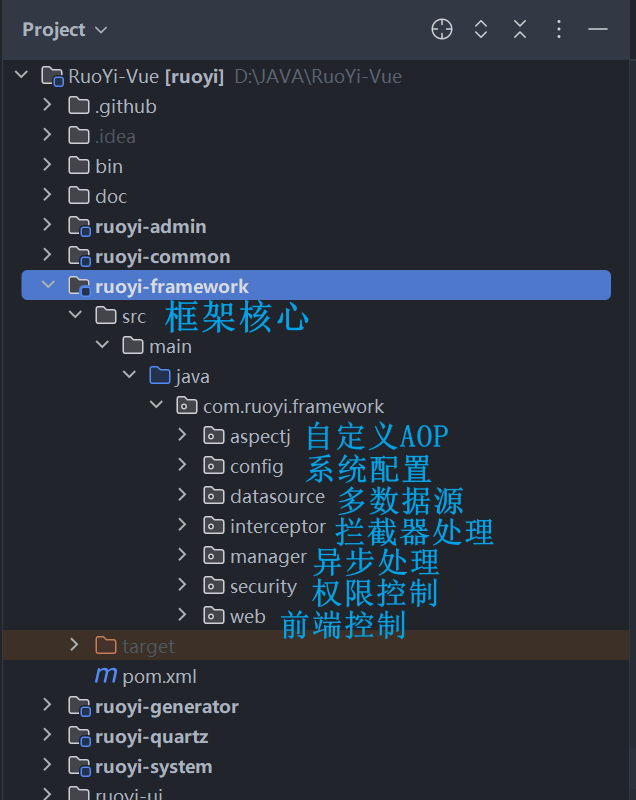 Project
RuoYi-Vue [ruoyi] D:\JAVA\RuoYi-Vue
.github
.idea
bin
doc
ruoyi-admin
ruoyi-common
ruoyi-framework
src 框架核心
main
java
com.ruoyi.framework
aspectj 自定义AOP
config 系统配置
datasource 多数据源
interceptor 拦截器处理
manager 异步处理
security 权限控制
web 前端控制
target
m pom.xml
ruoyi-generator
ruoyi-quartz
ruoyi-system
ruoyi-ui